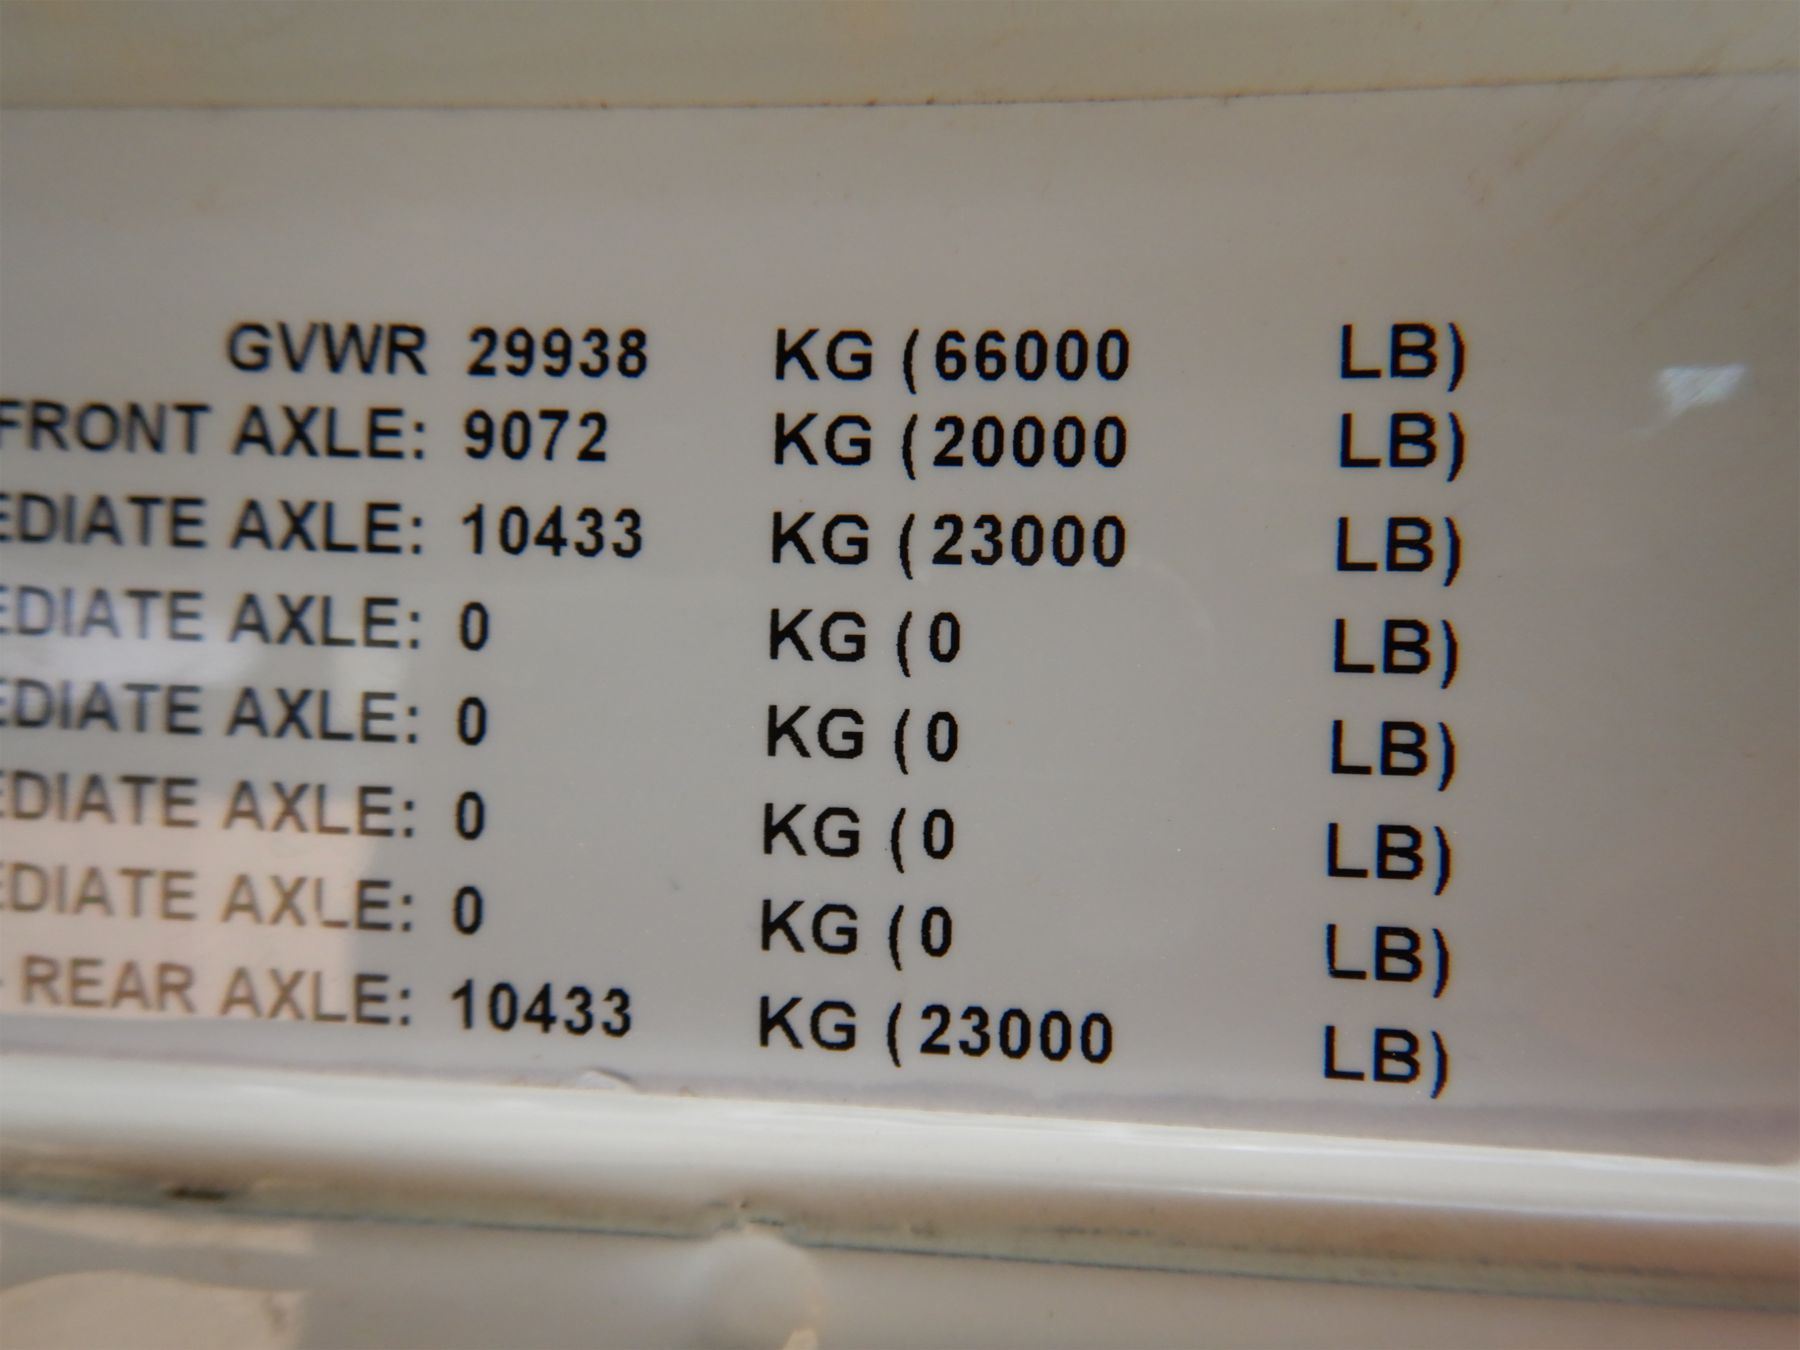 GVWR 29938 KG (66000 LB)
FRONT AXLE: 9072 KG (20000 LB)
EDIATE AXLE: 10433 KG (23000 LB)
EDIATE AXLE: 0 KG (0 LB)
EDIATE AXLE: 0 KG (0 LB)
EDIATE AXLE: 0 KG (0 LB)
EDIATE AXLE: 0 KG (0 LB)
- REAR AXLE: 10433 KG (23000 LB)